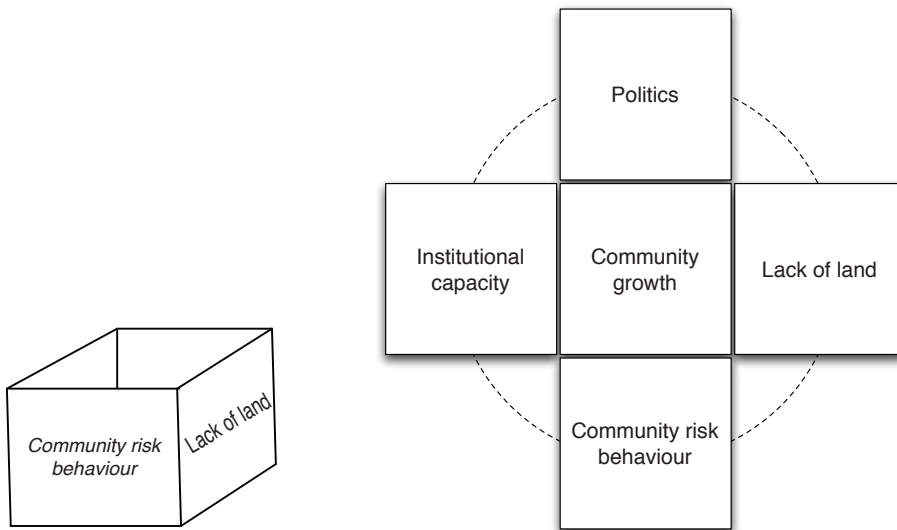 Politics
Institutional
capacity
Community
growth
Lack of land
Community risk
behaviour
Community risk
behaviour
Lack of land